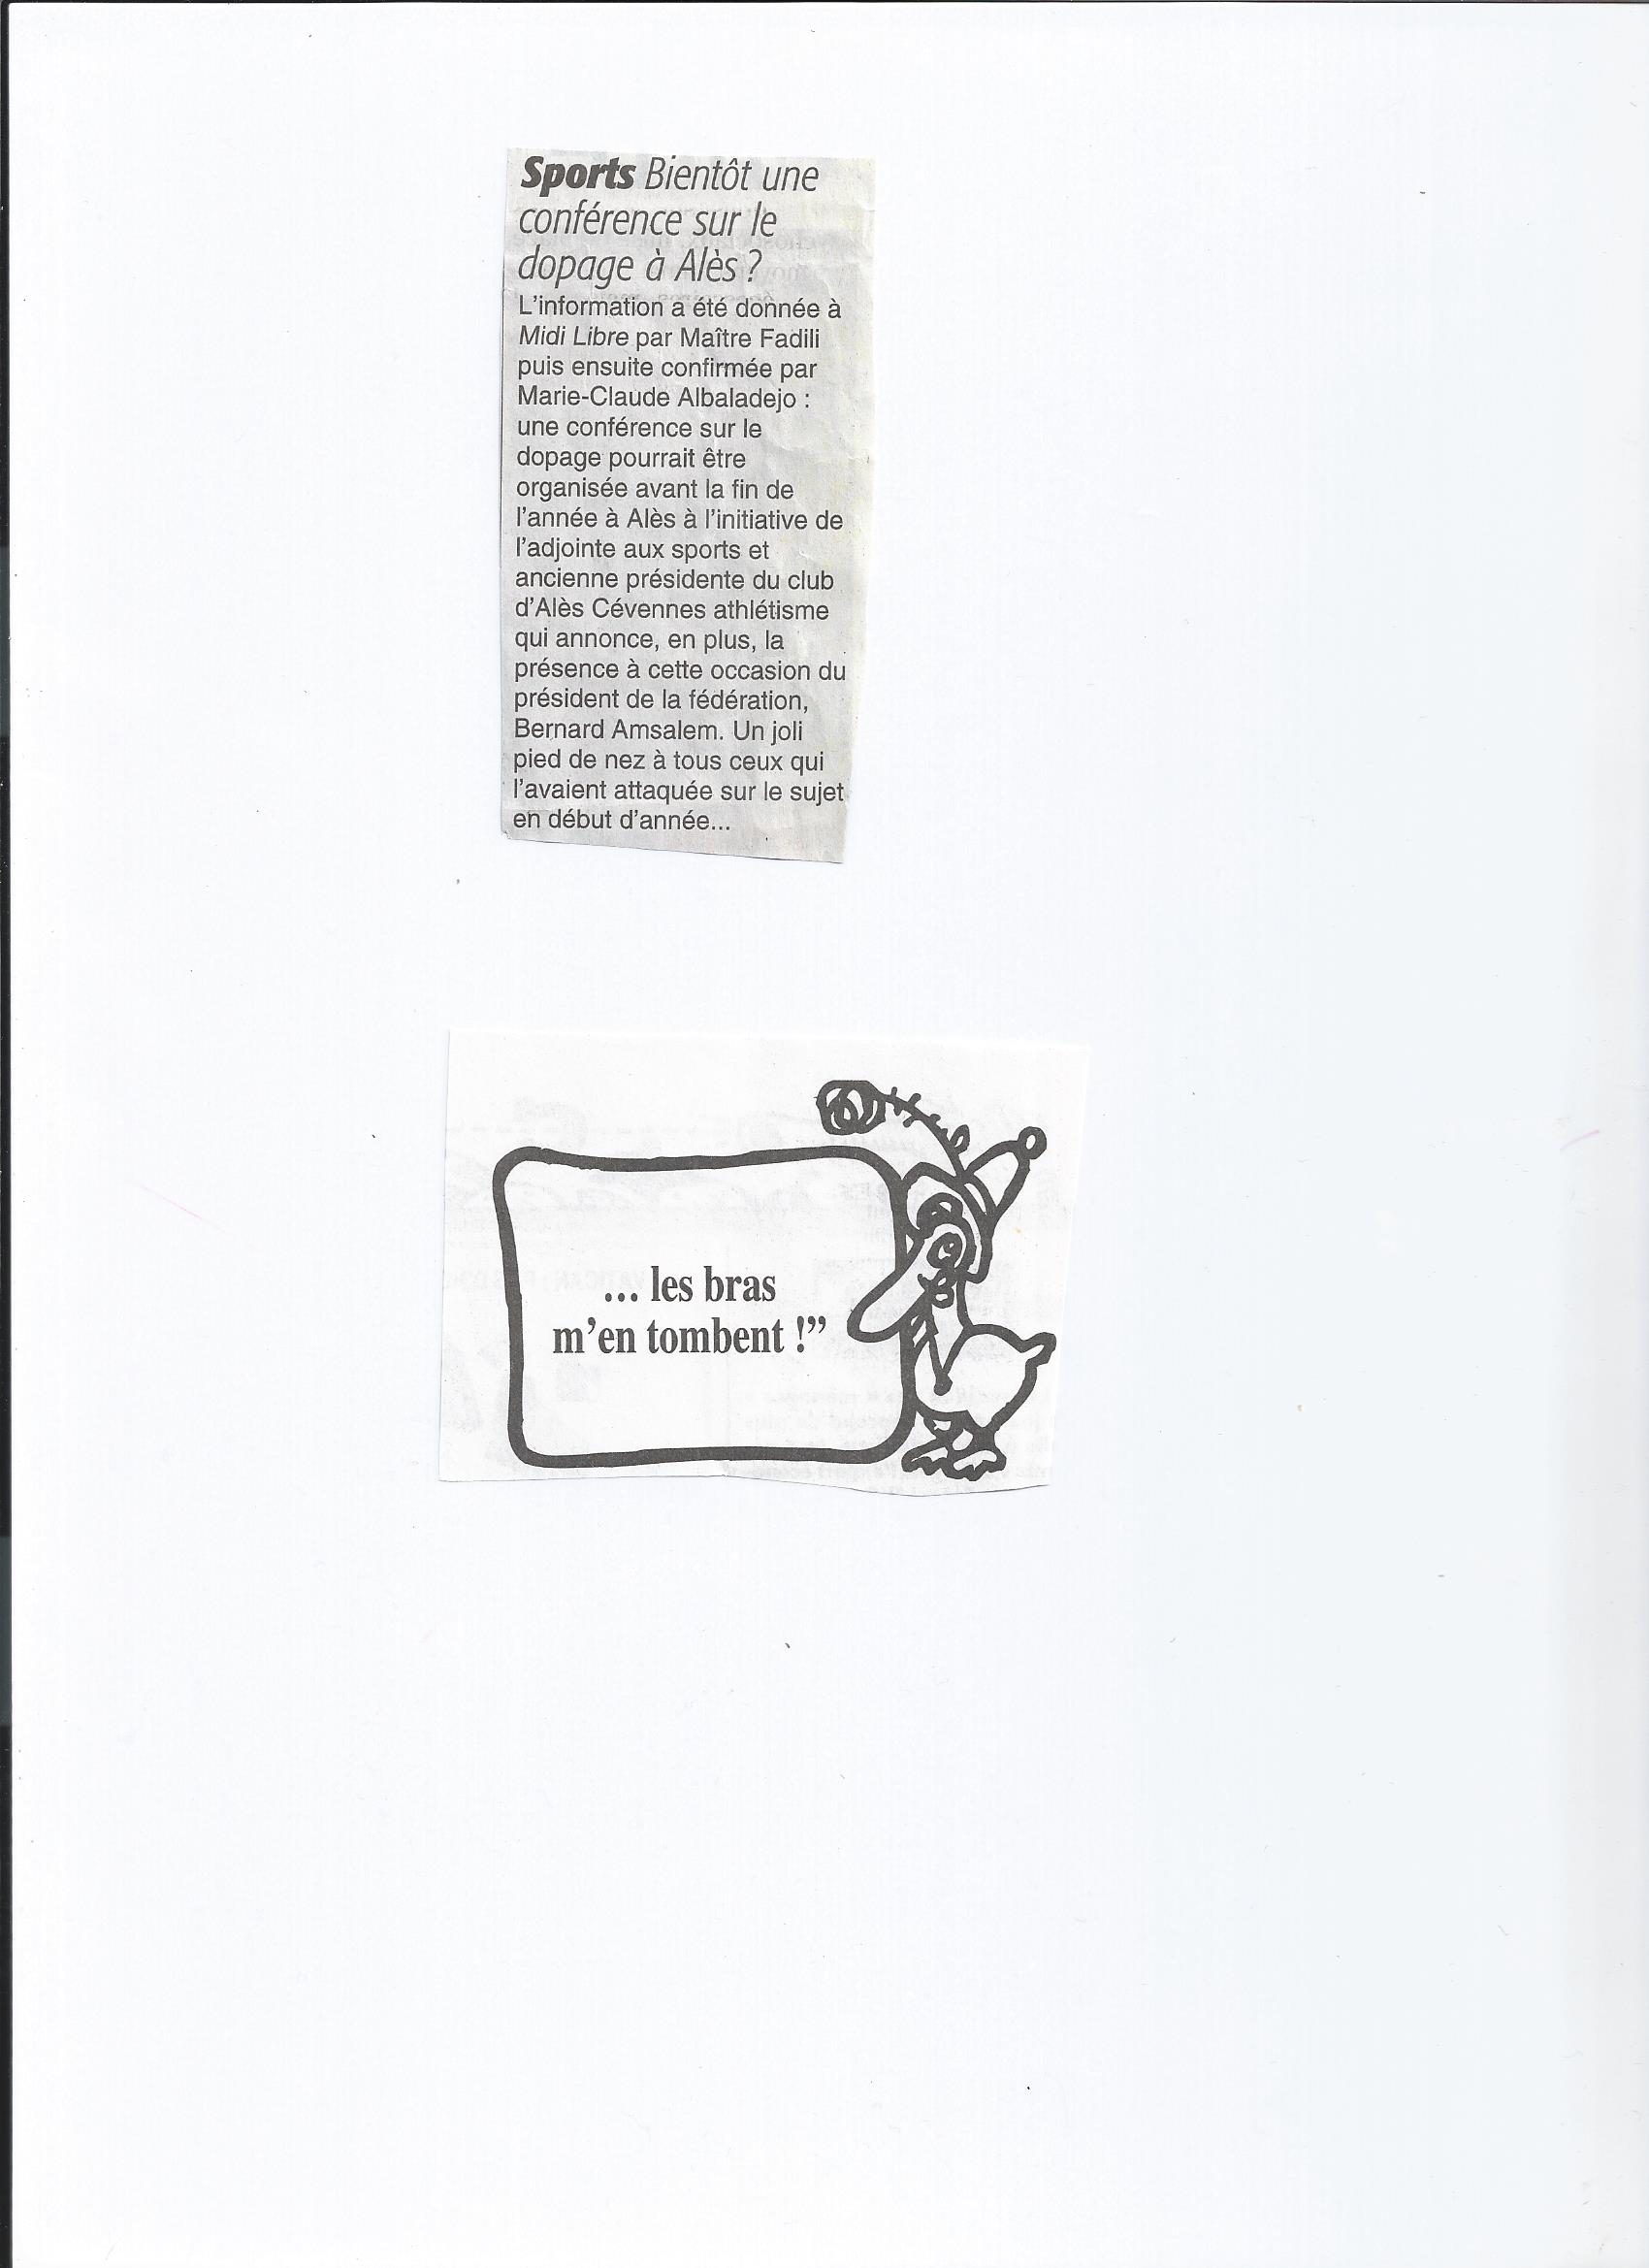 Sports Bientôt une
conférence sur le
dopage à Alès ?
L'information a été donnée à
Midi Libre par Maître Fadili
puis ensuite confirmée par
Marie-Claude Albaladejo :
une conférence sur le
dopage pourrait être
organisée avant la fin de
l'année à Alès à l'initiative de
l'adjointe aux sports et
ancienne présidente du club
d'Alès Cévennes athlétisme
qui annonce, en plus, la
présence à cette occasion du
président de la fédération,
Bernard Amsalem. Un joli
pied de nez à tous ceux qui
l'avaient attaquée sur le sujet
en début d'année...
... les bras
m'en tombent !”